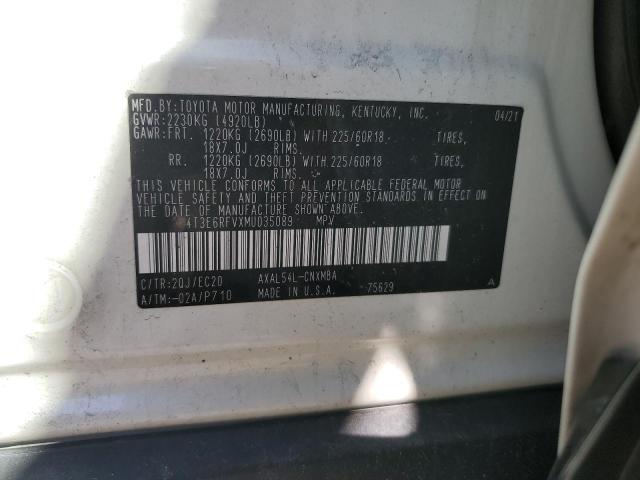 MFD.BY:TOYOTA MOTOR MANUFACTURING, KENTUCKY, INC. 04/21
GVWR:2230KG (4920LB)
GAWR:FRT. 1220KG (2690LB) WITH 225/60R18 TIRES,
18X7.0J RIMS.
RR. 1220KG (2690LB) WITH 225/60R18 TIRES,
18X7.0J RIMS.
THIS VEHICLE CONFORMS TO ALL APPLICABLE FEDERAL MOTOR
VEHICLE SAFETY AND THEFT PREVENTION STANDARDS IN EFFECT ON
THE DATE OF MANUFACTURE SHOWN ABOVE.
4T3E6RFVXMU035089 MPV
C/TR:2QJ/EC20 AXAL54L-CNXMBA
A/TM:-02A/P710 MADE IN U.S.A. 75629 A